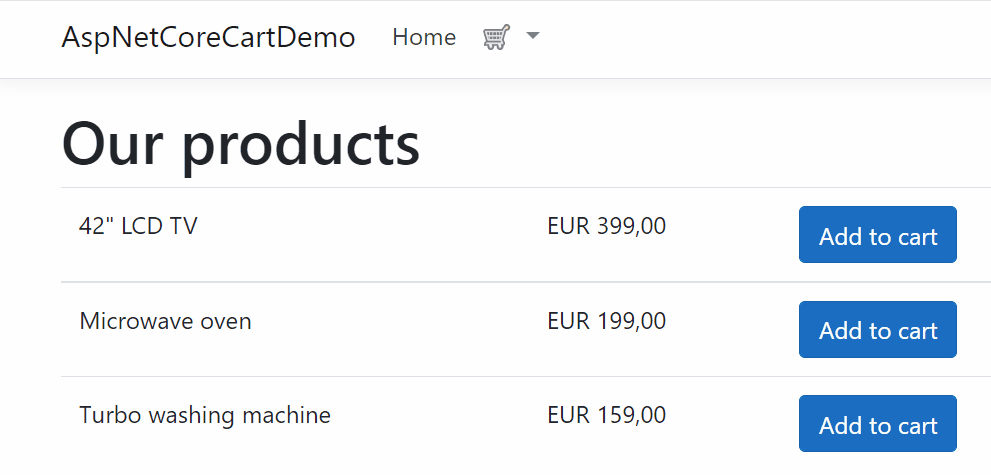 AspNetCoreCartDemo Home
Our products
42" LCD TV EUR 399,00 Add to cart
Microwave oven EUR 199,00 Add to cart
Turbo washing machine EUR 159,00 Add to cart